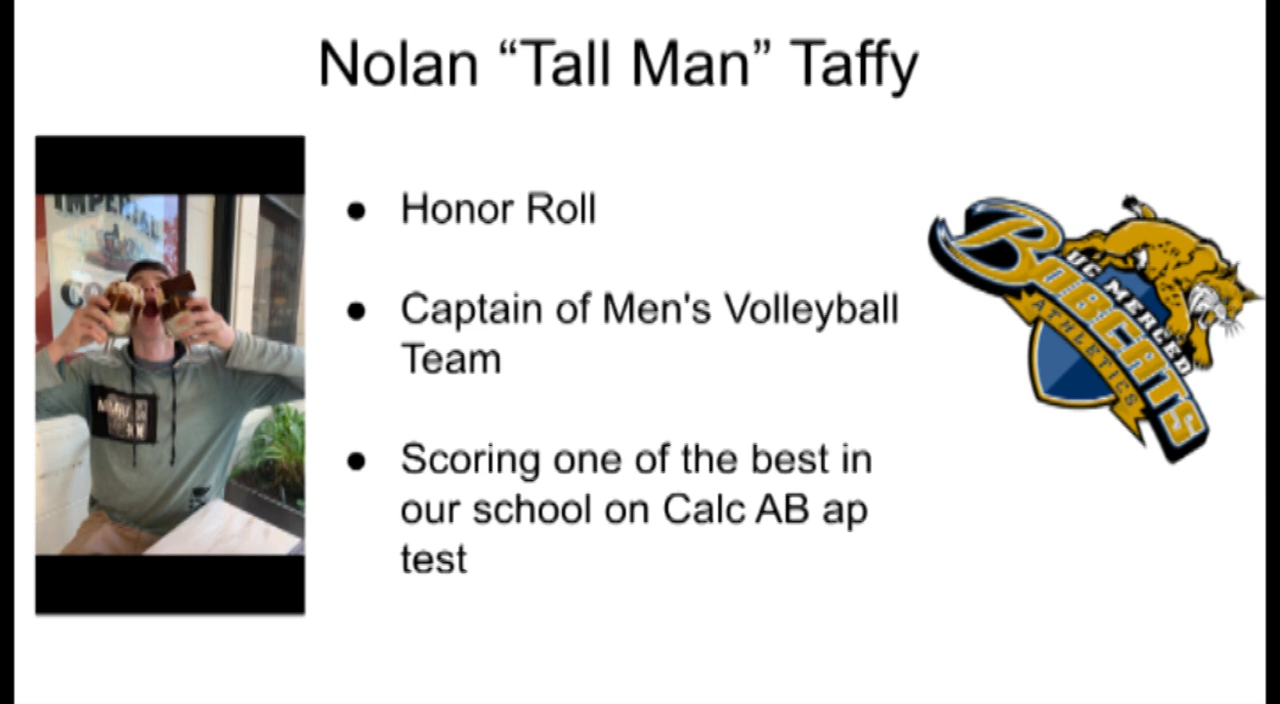 Nolan “Tall Man” Taffy
● Honor Roll
● Captain of Men's Volleyball
Team
● Scoring one of the best in
our school on Calc AB ap
test
IMPERIAL
BOBCATS
UC MERCED
ATHLETICS